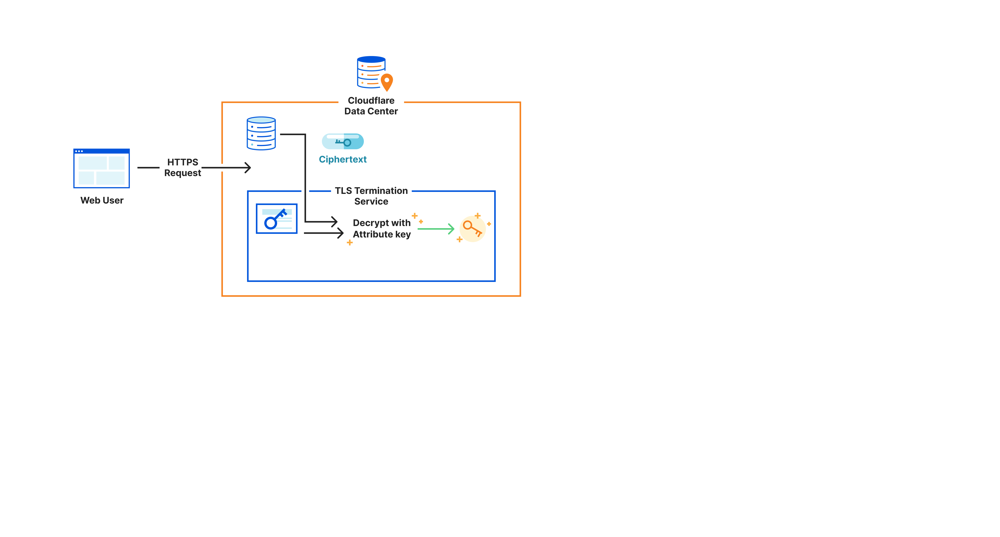 Cloudflare
Data Center
HTTPS
Request
Web User
Ciphertext
TLS Termination
Service
Decrypt with
Attribute key